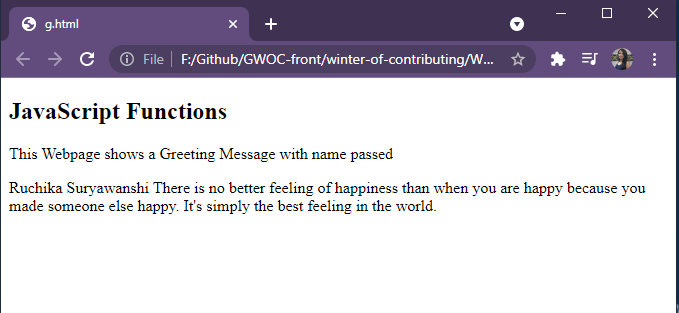 g.html
File F:/Github/GWOC-front/winter-of-contributing/W...
JavaScript Functions
This Webpage shows a Greeting Message with name passed
Ruchika Suryawanshi There is no better feeling of happiness than when you are happy because you
made someone else happy. It's simply the best feeling in the world.